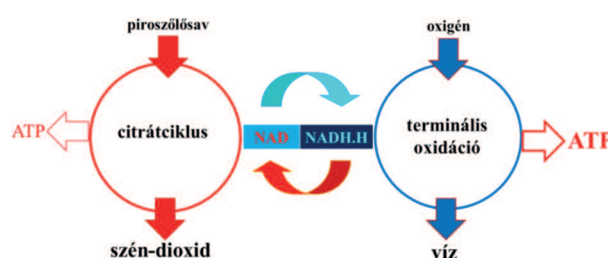 piroszőlősav
oxigén
ATP
citrátciklus
NAD
NADH.H
terminális
oxidáció
ATP
szén-dioxid
víz